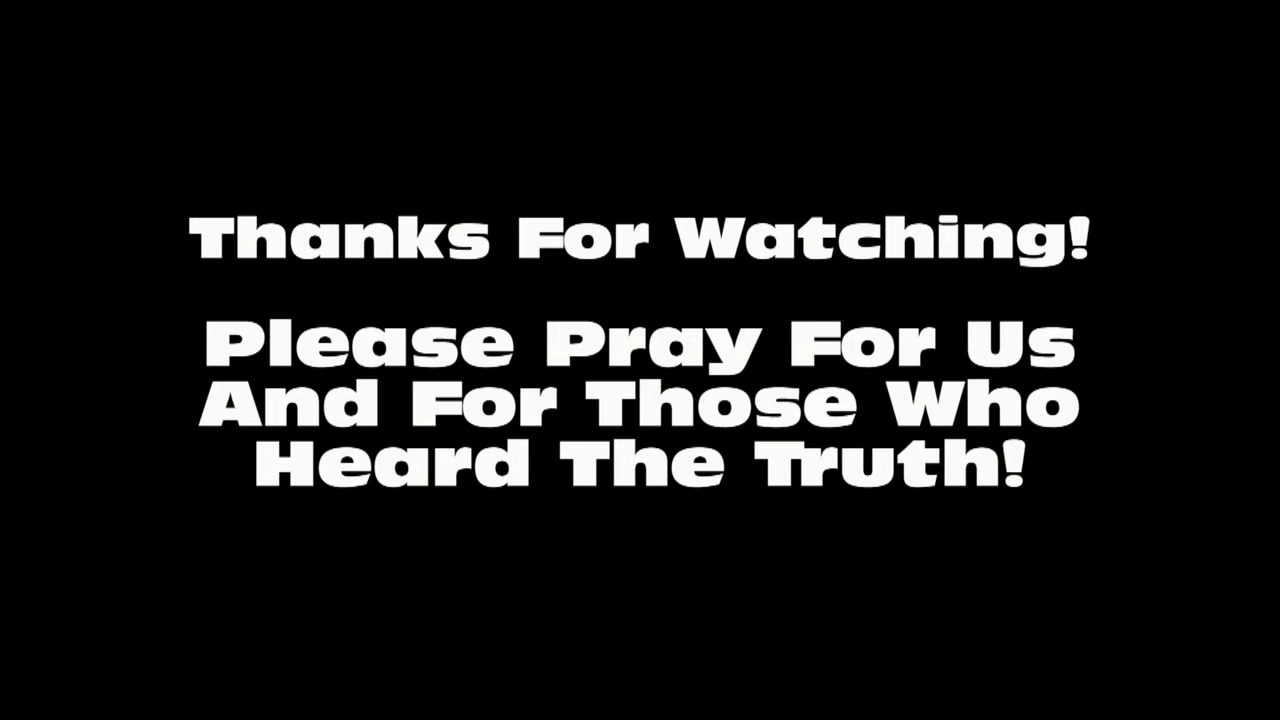 Thanks For Watching!
Please Pray For Us
And For Those Who
Heard The Truth!